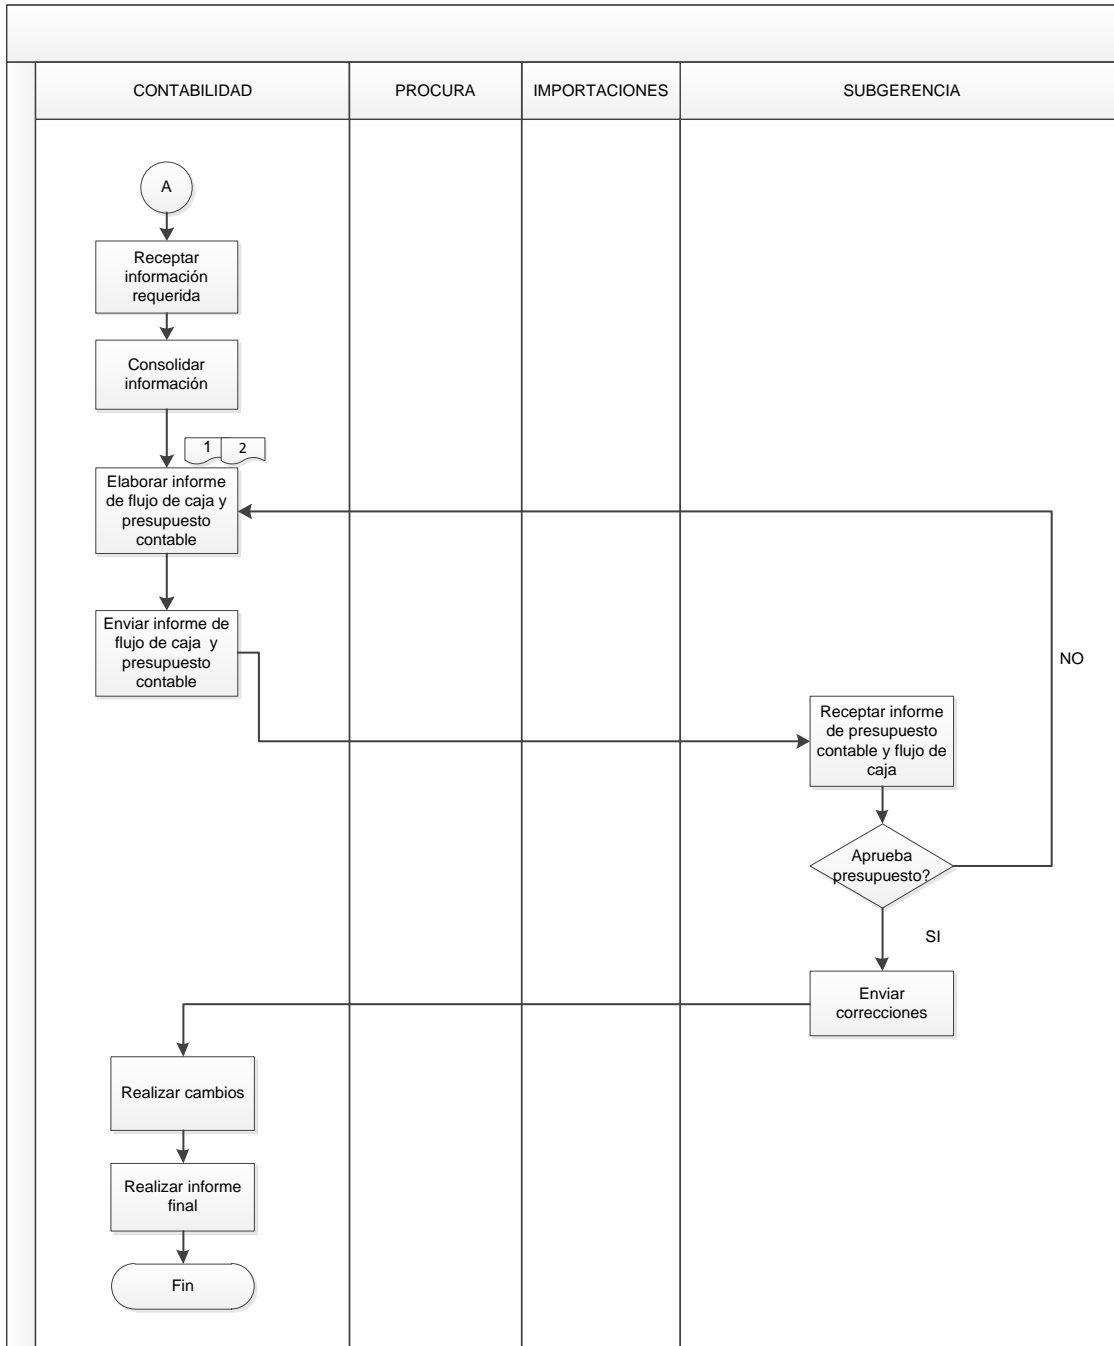 CONTABILIDAD
PROCURA
IMPORTACIONES
SUBGERENCIA
A
Receptar
información
requerida
Consolidar
información
1
2
Elaborar informe
de flujo de caja y
presupuesto
contable
Enviar informe de
flujo de caja y
presupuesto
contable
NO
Receptar informe
de presupuesto
contable y flujo de
caja
Aprueba
presupuesto?
SI
Enviar
correcciones
Realizar cambios
Realizar informe
final
Fin